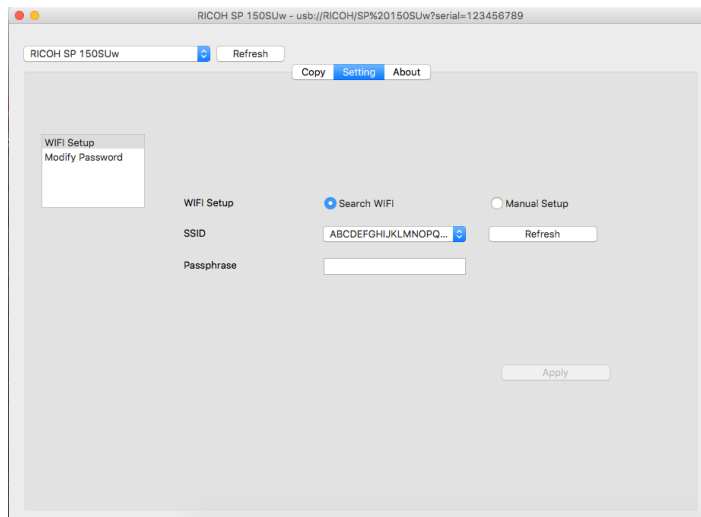 RICOH SP 150SUw - usb://RICOH/SP%20150SUw?serial=123456789
RICOH SP 150SUw Refresh
Copy Setting About
WIFI Setup
Modify Password
WIFI Setup Search WIFI Manual Setup
SSID ABCDEFGHIJKLMNOPQ... Refresh
Passphrase
Apply